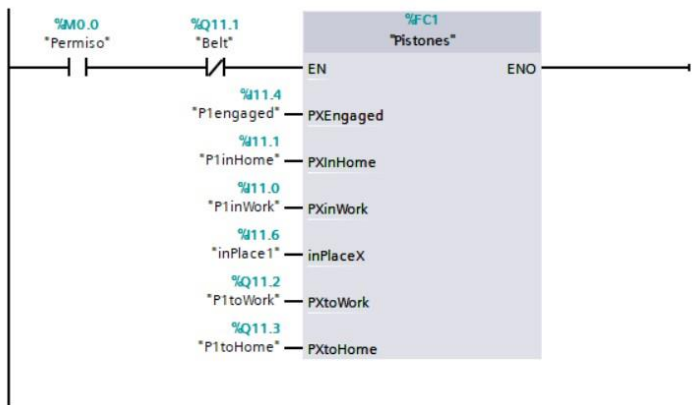 %M0.0 %Q11.1 %FC1
"Permiso" "Belt" "Pistones"
EN ENO
%I11.4
"P1engaged" PXEngaged
%I11.1
"P1inHome" PXInHome
%I11.0
"P1inWork" PXinWork
%I11.6
"inPlace1" inPlaceX
%Q11.2
"P1toWork" PXtoWork
%Q11.3
"P1toHome" PXtoHome